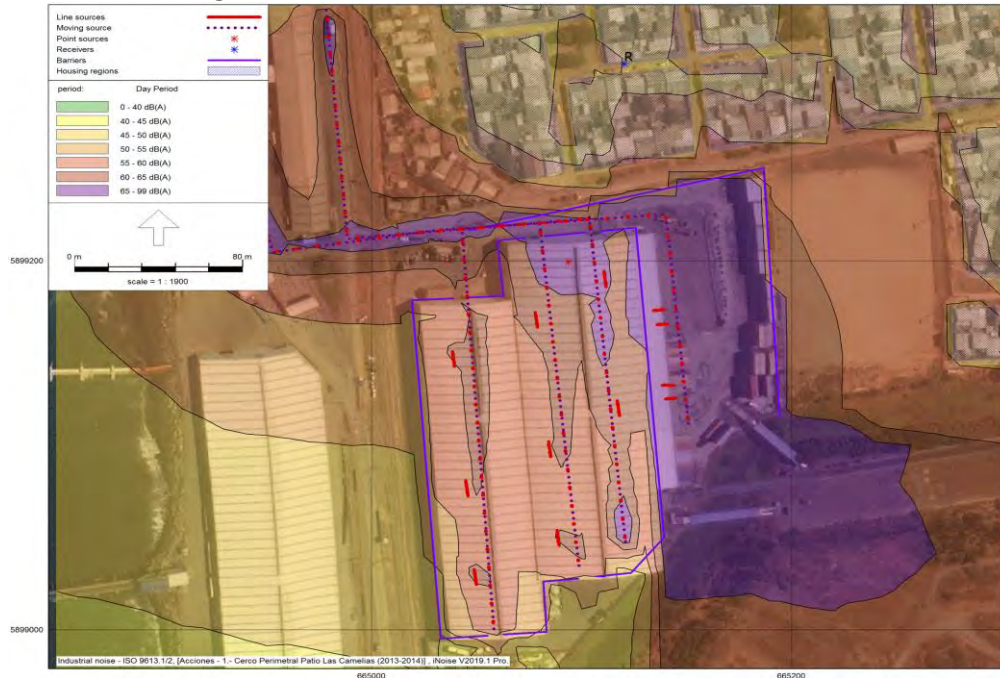 Line sources
Moving source
Point sources
Receivers
Barriers
Housing regions
period: Day Period
0 - 40 dB(A)
40 - 45 dB(A)
45 - 50 dB(A)
50 - 55 dB(A)
55 - 60 dB(A)
60 - 65 dB(A)
65 - 99 dB(A)
0 m 80 m
scale = 1 : 1900
R
5899200
5899000
Industrial noise - ISO 9613.1/2, [Acciones - 1.- Cerco Perimetral Patio Las Camelias (2013-2014)] , iNoise V2019.1 Pro.
665000 665200